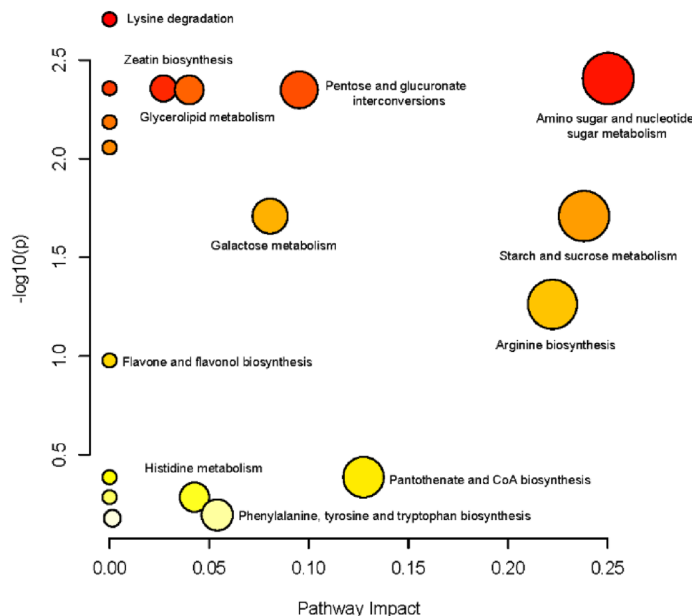 Lysine degradation
Zeatin biosynthesis
Pentose and glucuronate
interconversions
Glycerolipid metabolism
Amino sugar and nucleotide
sugar metabolism
Galactose metabolism
Starch and sucrose metabolism
Arginine biosynthesis
Flavone and flavonol biosynthesis
Histidine metabolism
Pantothenate and CoA biosynthesis
Phenylalanine, tyrosine and tryptophan biosynthesis
-log10(p)
2.5
2.0
1.5
1.0
0.5
0.00 0.05 0.10 0.15 0.20 0.25
Pathway Impact